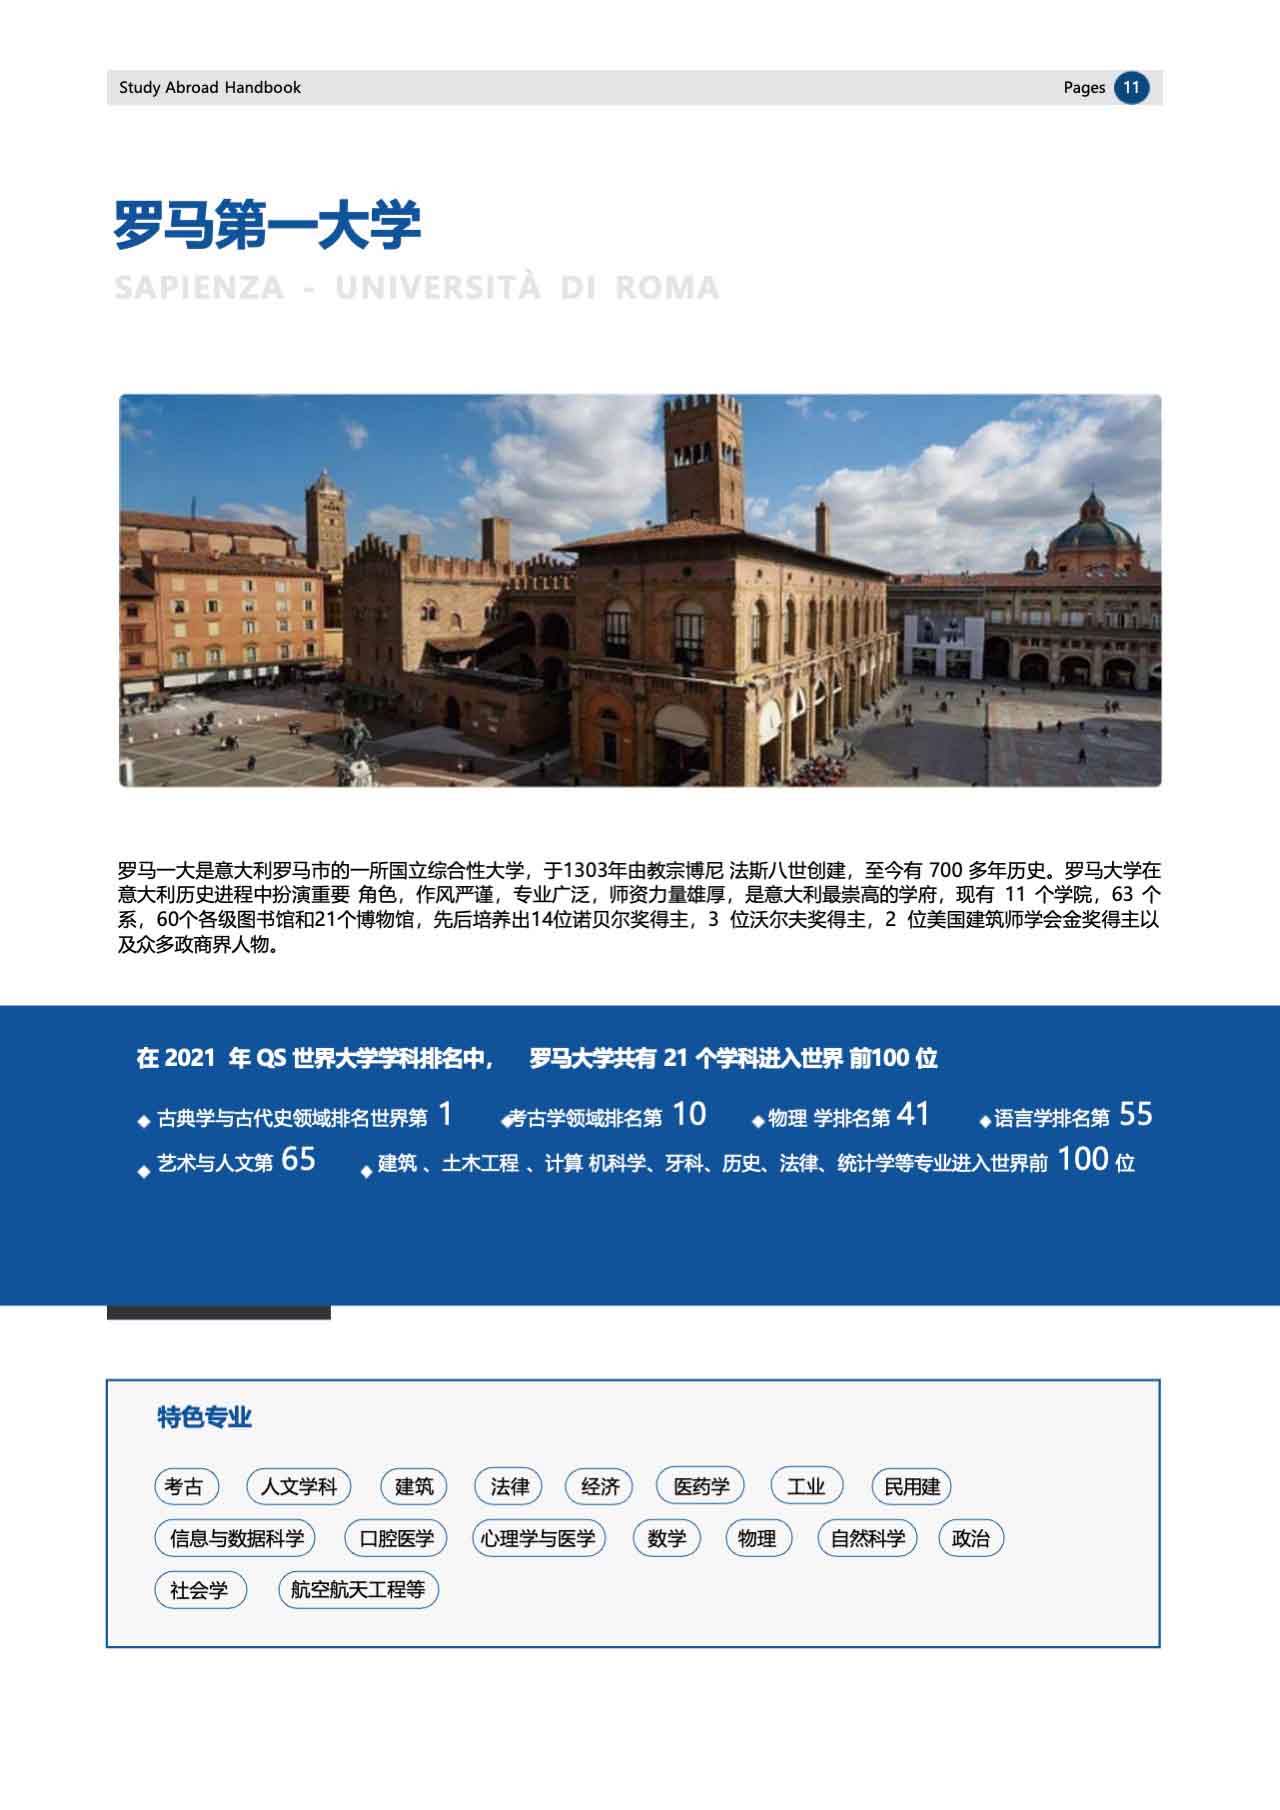 Study Abroad Handbook Pages 11
罗马第一大学
SAPIENZA - UNIVERSITÀ DI ROMA
罗马一大是意大利罗马市的一所国立综合性大学，于1303年由教宗博尼 法斯八世创建，至今有 700 多年历史。罗马大学在
意大利历史进程中扮演重要 角色，作风严谨，专业广泛，师资力量雄厚，是意大利最崇高的学府，现有 11 个学院，63 个
系，60个各级图书馆和21个博物馆，先后培养出14位诺贝尔奖得主，3 位沃尔夫奖得主，2 位美国建筑师学会金奖得主以
及众多政商界人物。
在 2021 年 QS 世界大学学科排名中， 罗马大学共有 21 个学科进入世界 前100 位
◆ 古典学与古代史领域排名世界第 1 ◆考古学领域排名第 10 ◆物理 学排名第 41 ◆语言学排名第 55
◆ 艺术与人文第 65 ◆ 建筑 、土木工程 、计算 机科学、牙科、历史、法律、统计学等专业进入世界前 100 位
特色专业
考古 人文学科 建筑 法律 经济 医药学 工业 民用建
信息与数据科学 口腔医学 心理学与医学 数学 物理 自然科学 政治
社会学 航空航天工程等